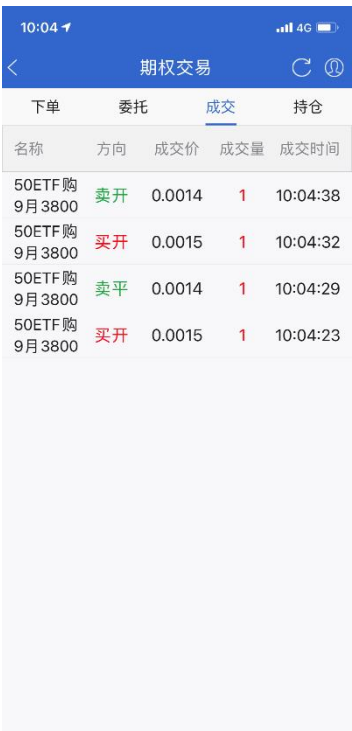 10:04 4G
期权交易
下单 委托 成交 持仓
名称 方向 成交价 成交量 成交时间
50ETF购
9月3800 卖开 0.0014 1 10:04:38
50ETF购
9月3800 买开 0.0015 1 10:04:32
50ETF购
9月3800 卖平 0.0014 1 10:04:29
50ETF购
9月3800 买开 0.0015 1 10:04:23